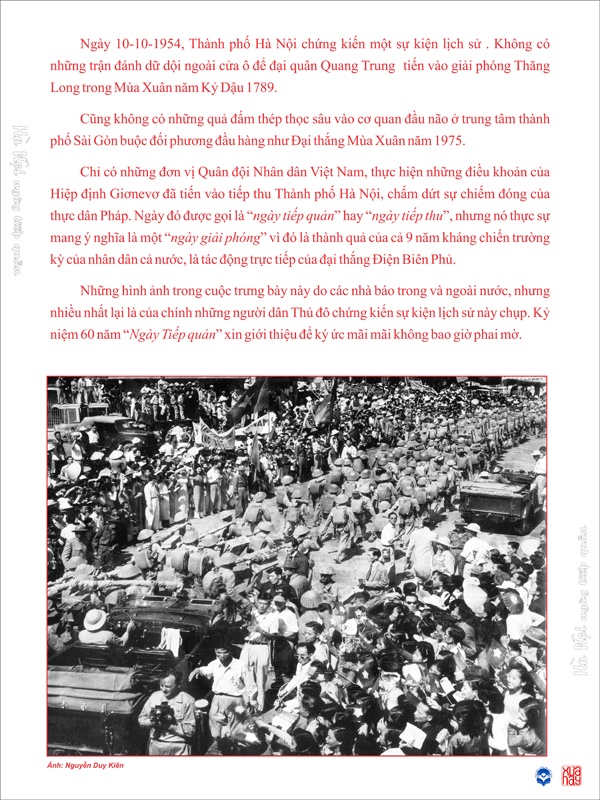 Ngày 10-10-1954, Thành phố Hà Nội chứng kiến một sự kiện lịch sử . Không có
những trận đánh dữ dội ngoài cửa ô để đại quân Quang Trung tiến vào giải phóng Thăng
Long trong Mùa Xuân năm Kỷ Dậu 1789.
Cũng không có những quả đấm thép thọc sâu vào cơ quan đầu não ở trung tâm thành
phố Sài Gòn buộc đối phương đầu hàng như Đại thắng Mùa Xuân năm 1975.
Chỉ có những đơn vị Quân đội Nhân dân Việt Nam, thực hiện những điều khoản của
Hiệp định Giơnevơ đã tiến vào tiếp thu Thành phố Hà Nội, chấm dứt sự chiếm đóng của
thực dân Pháp. Ngày đó được gọi là “ngày tiếp quản” hay “ngày tiếp thu”, nhưng nó thực sự
mang ý nghĩa là một “ngày giải phóng” vì đó là thành quả của cả 9 năm kháng chiến trường
kỳ của nhân dân cả nước, là tác động trực tiếp của đại thắng Điện Biên Phủ.
Những hình ảnh trong cuộc trưng bày này do các nhà báo trong và ngoài nước, nhưng
nhiều nhất lại là của chính những người dân Thủ đô chứng kiến sự kiện lịch sử này chụp. Kỷ
niệm 60 năm “Ngày Tiếp quản” xin giới thiệu để ký ức mãi mãi không bao giờ phai mờ.
Hà Nội ngày tiếp quản
Hà Nội ngày tiếp quản
Ảnh: Nguyễn Duy Kiên
XƯA
NAY